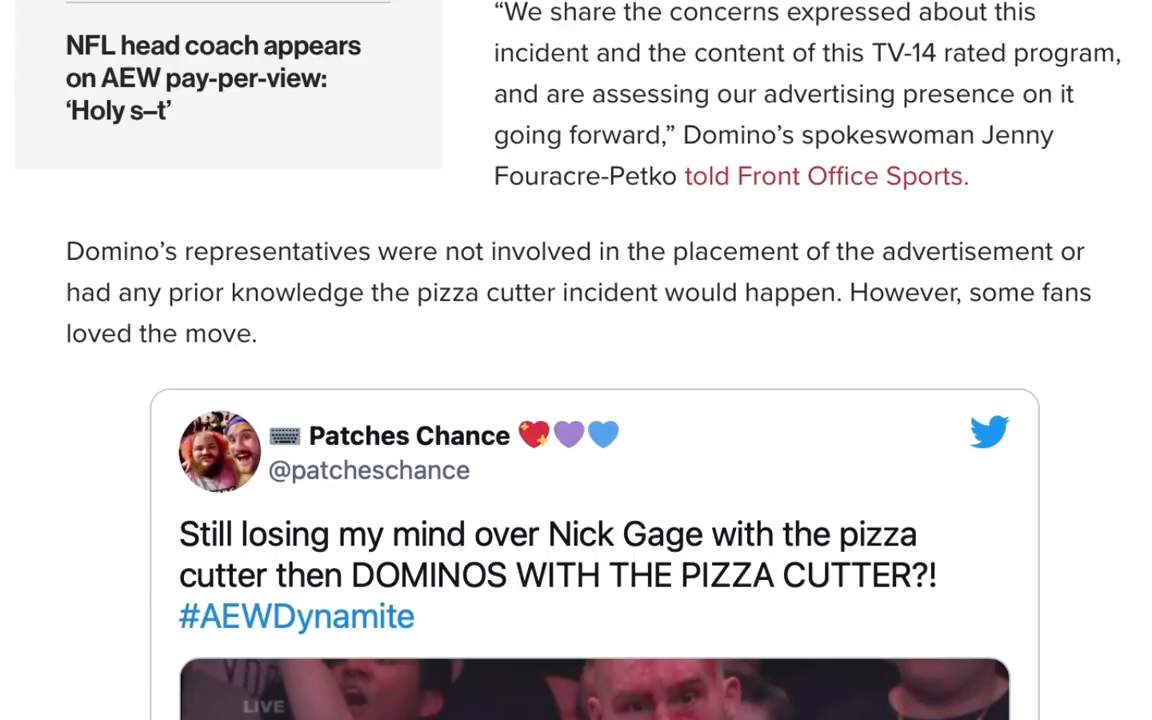 NFL head coach appears
on AEW pay-per-view:
‘Holy s–t’
“We share the concerns expressed about this
incident and the content of this TV-14 rated program,
and are assessing our advertising presence on it
going forward,” Domino’s spokeswoman Jenny
Fouracre-Petko told Front Office Sports.
Domino’s representatives were not involved in the placement of the advertisement or
had any prior knowledge the pizza cutter incident would happen. However, some fans
loved the move.
⌨️ Patches Chance 💖💜💙
@patcheschance
Still losing my mind over Nick Gage with the pizza
cutter then DOMINOS WITH THE PIZZA CUTTER?!
#AEWDynamite
LIVE